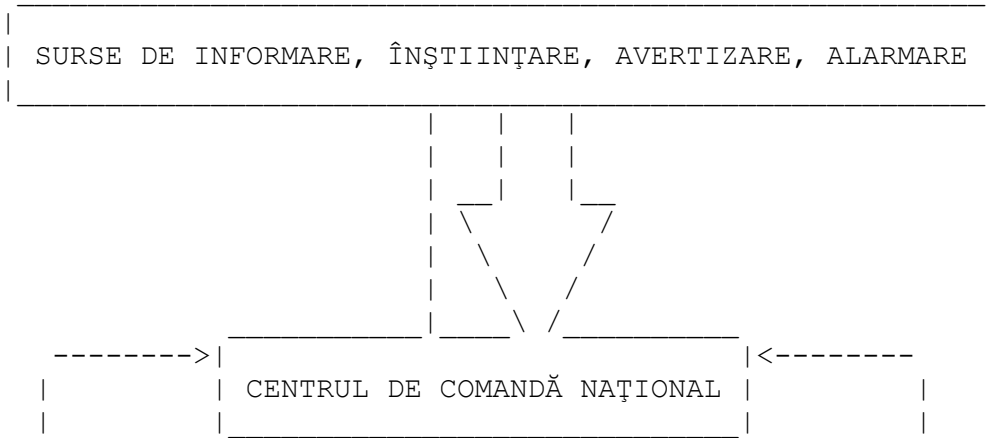 SURSE DE INFORMARE, ÎNŞTIINŢARE, AVERTIZARE, ALARMARE
CENTRUL DE COMANDĂ NAŢIONAL